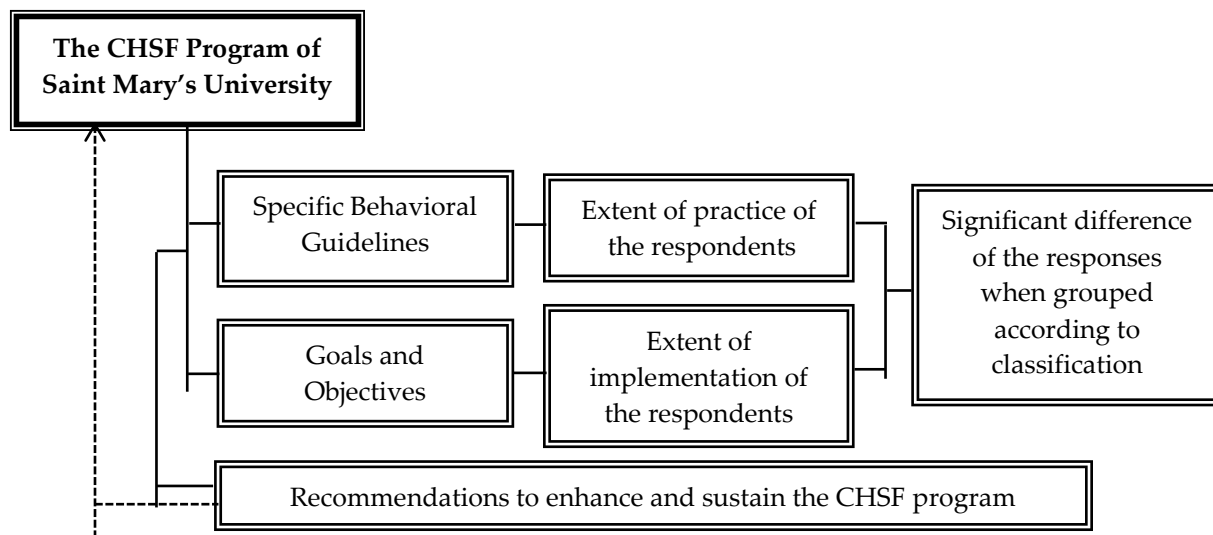 The CHSF Program of
Saint Mary’s University
Specific Behavioral
Guidelines
Extent of practice of
the respondents
Significant difference
of the responses
when grouped
according to
classification
Goals and
Objectives
Extent of
implementation of
the respondents
Recommendations to enhance and sustain the CHSF program